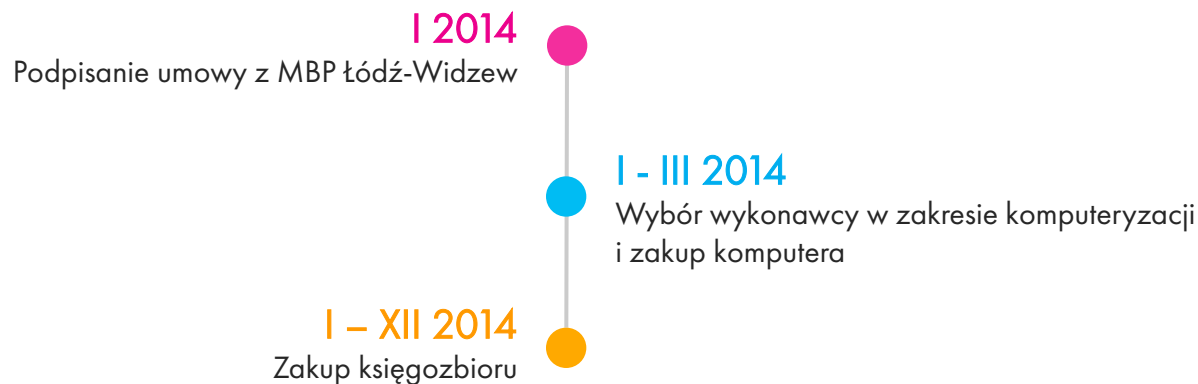 I 2014
Podpisanie umowy z MBP Łódź-Widzew
I - III 2014
Wybór wykonawcy w zakresie komputeryzacji
i zakup komputera
I – XII 2014
Zakup księgozbioru